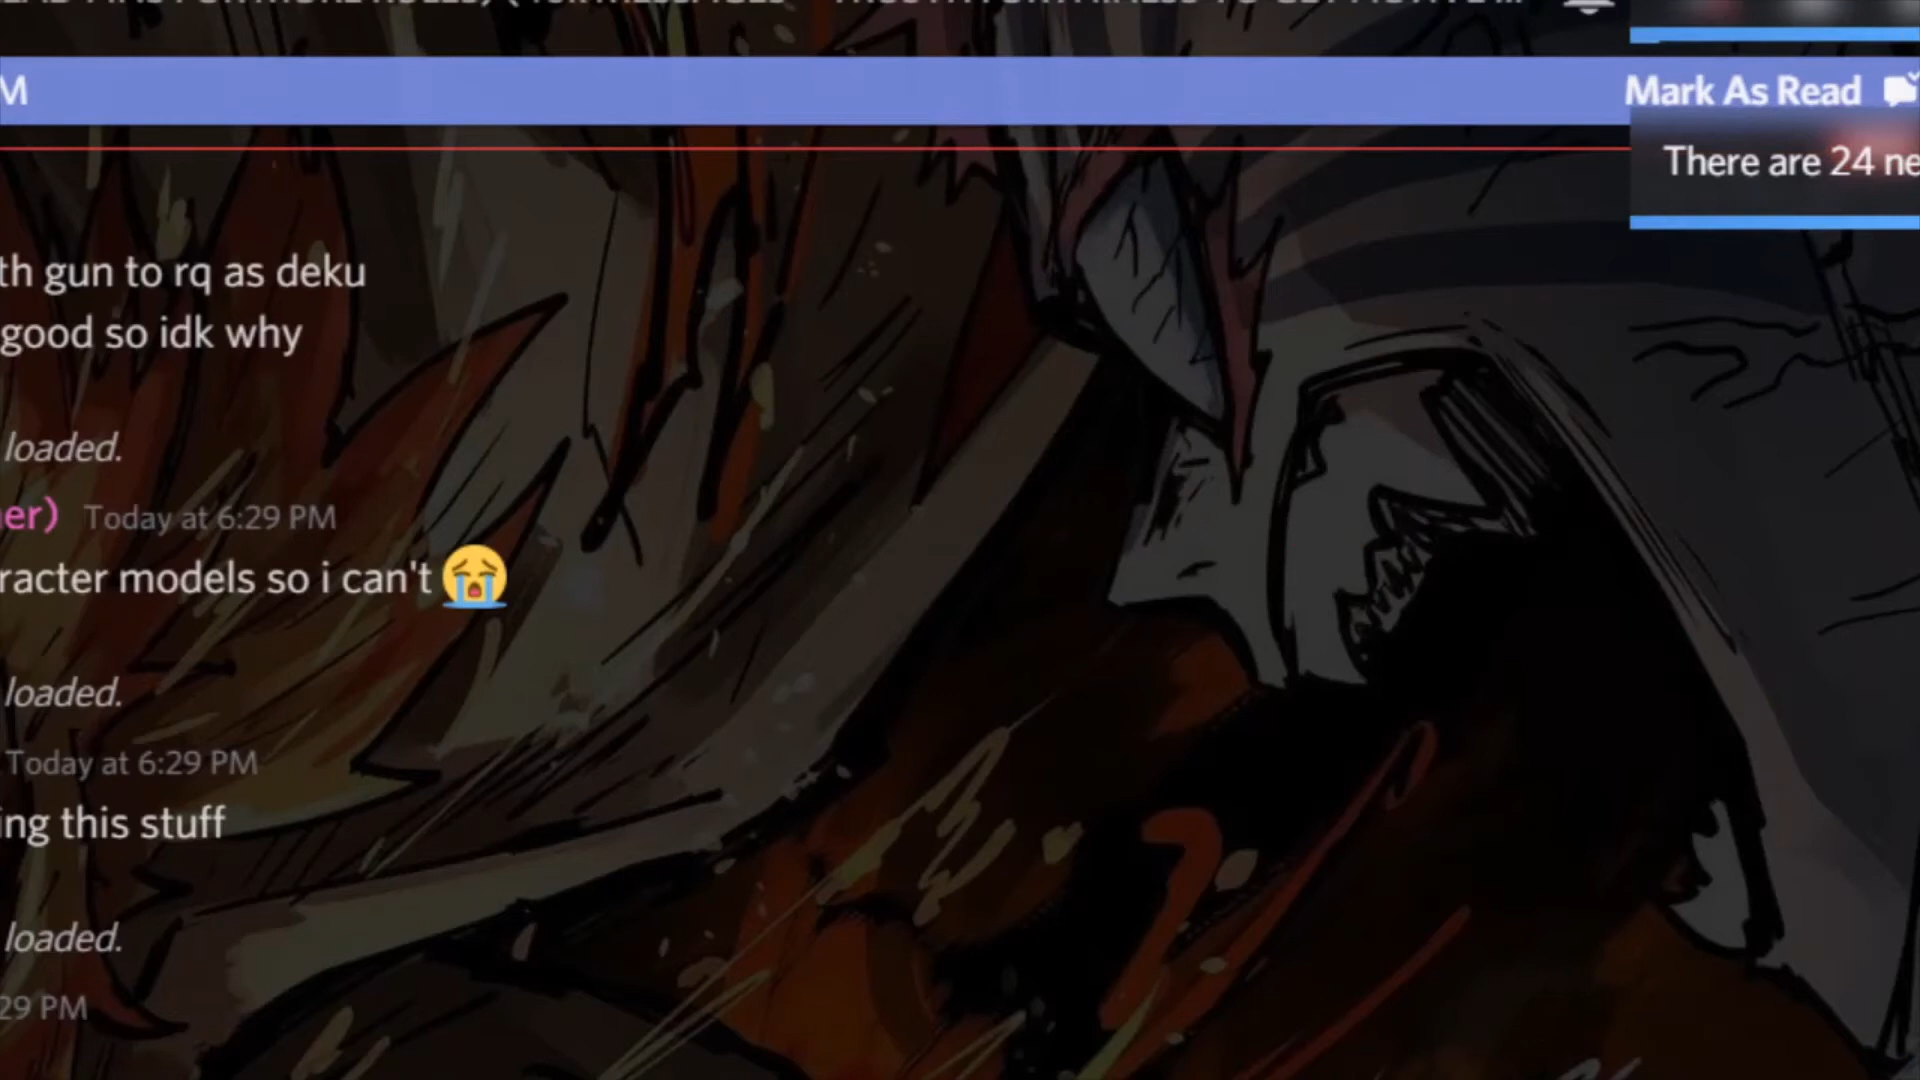 M
Mark As Read
There are 24 ne
th gun to rq as deku
good so idk why
loaded.
er) Today at 6:29 PM
racter models so i can't 😭
loaded.
Today at 6:29 PM
ing this stuff
loaded.
29 PM